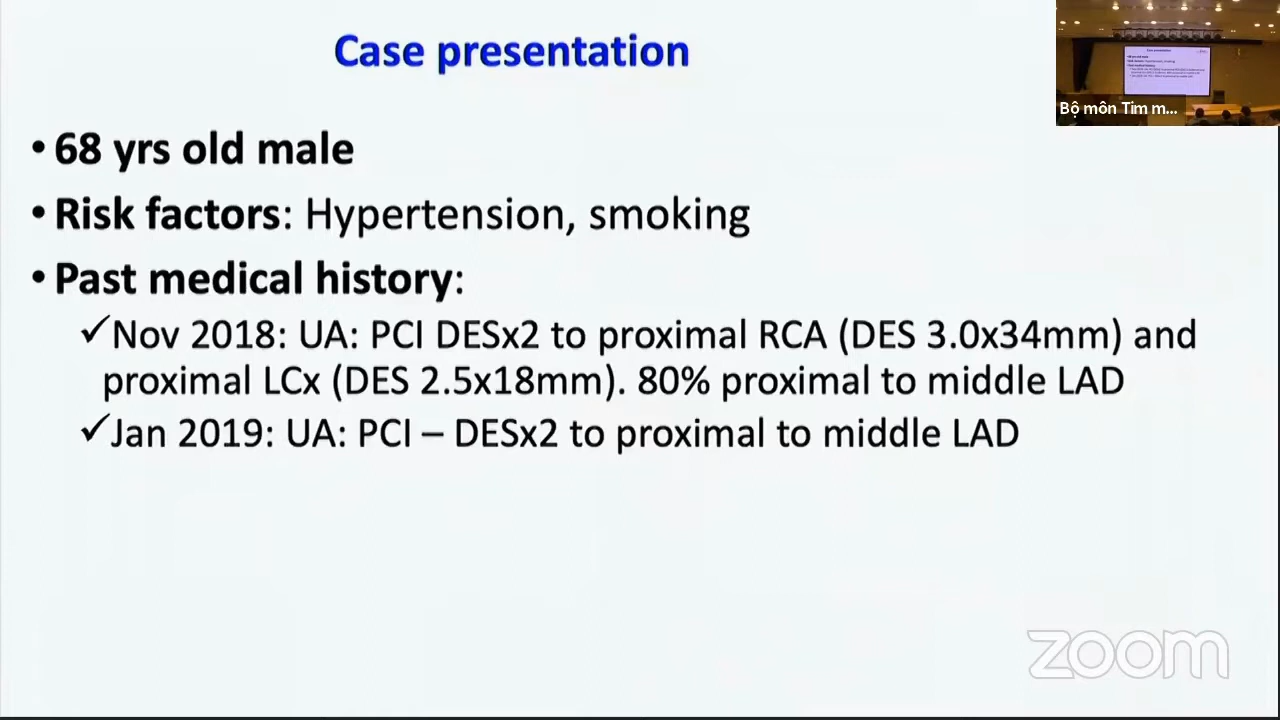 Case presentation
Bộ môn Tim m...
• 68 yrs old male
• Risk factors: Hypertension, smoking
• Past medical history:
✓Nov 2018: UA: PCI DESx2 to proximal RCA (DES 3.0x34mm) and
proximal LCx (DES 2.5x18mm). 80% proximal to middle LAD
✓Jan 2019: UA: PCI – DESx2 to proximal to middle LAD
zoom